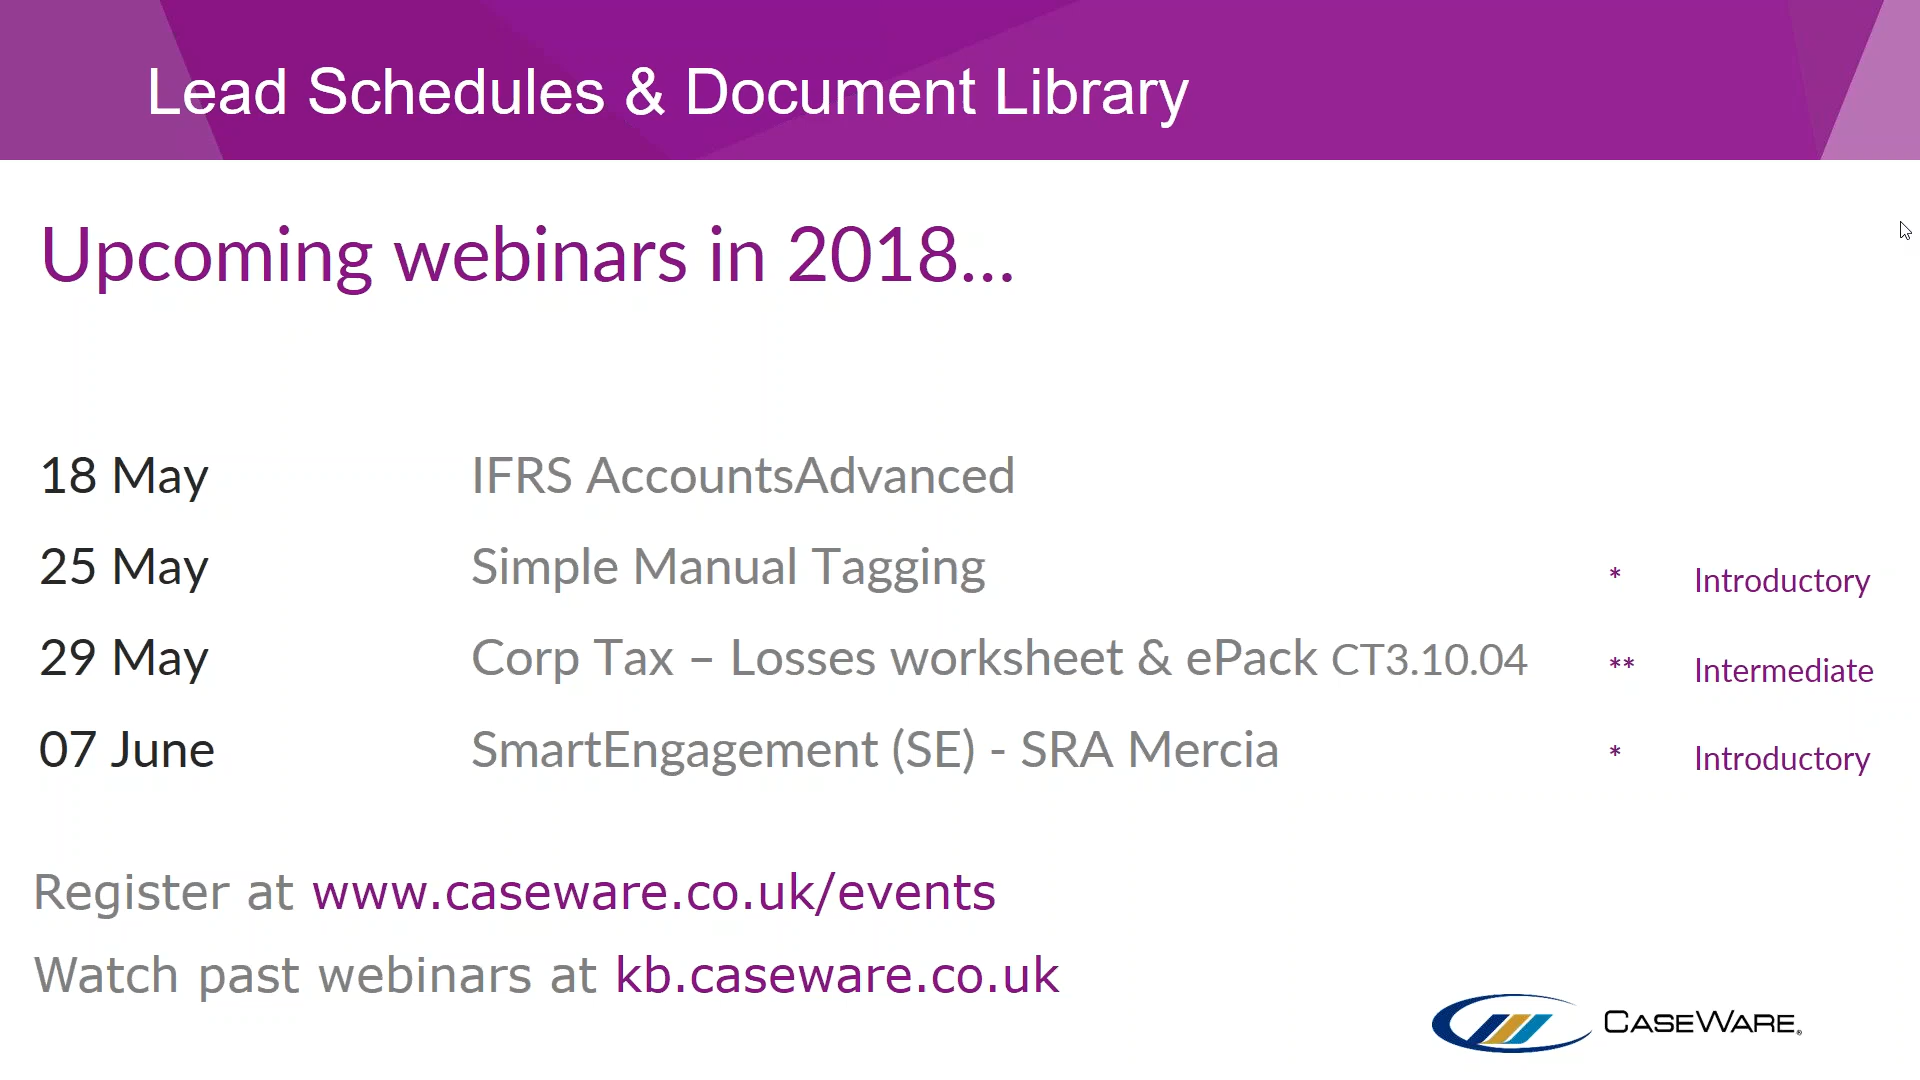 Lead Schedules & Document Library
Upcoming webinars in 2018...
18 May IFRS AccountsAdvanced
25 May Simple Manual Tagging * Introductory
29 May Corp Tax – Losses worksheet & ePack CT3.10.04 ** Intermediate
07 June SmartEngagement (SE) - SRA Mercia * Introductory
Register at www.caseware.co.uk/events
Watch past webinars at kb.caseware.co.uk
CASEWARE®